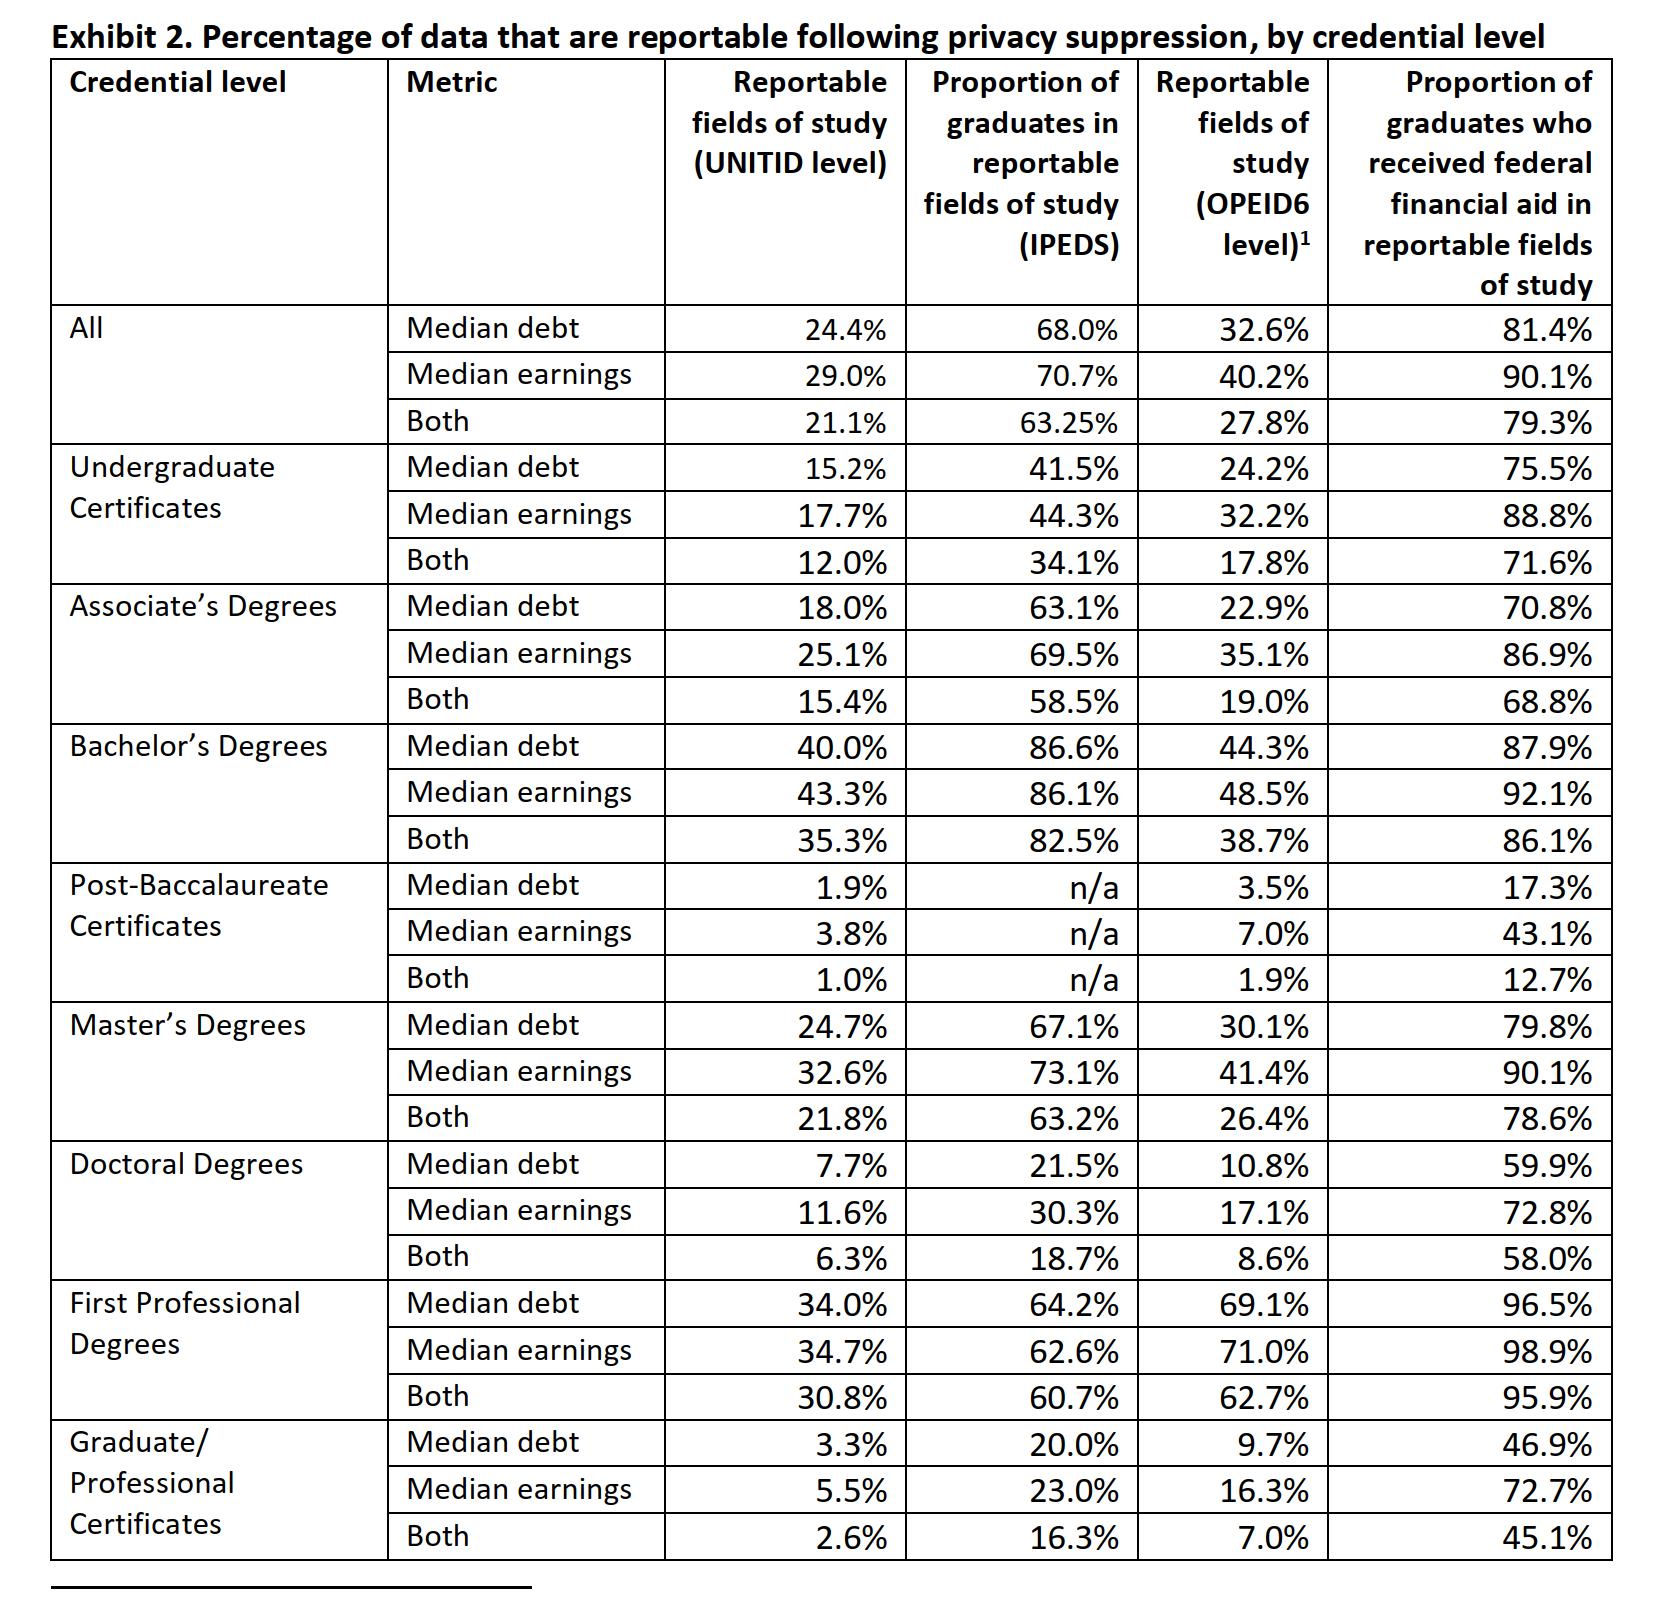 Exhibit 2. Percentage of data that are reportable following privacy suppression, by credential level
Credential level Metric Reportable fields of study (UNITID level) Proportion of graduates in reportable fields of study (IPEDS) Reportable fields of study (OPEID6 level)¹ Proportion of graduates who received federal financial aid in reportable fields of study
All Median debt 24.4% 68.0% 32.6% 81.4%
Median earnings 29.0% 70.7% 40.2% 90.1%
Both 21.1% 63.25% 27.8% 79.3%
Undergraduate Certificates Median debt 15.2% 41.5% 24.2% 75.5%
Median earnings 17.7% 44.3% 32.2% 88.8%
Both 12.0% 34.1% 17.8% 71.6%
Associate’s Degrees Median debt 18.0% 63.1% 22.9% 70.8%
Median earnings 25.1% 69.5% 35.1% 86.9%
Both 15.4% 58.5% 19.0% 68.8%
Bachelor’s Degrees Median debt 40.0% 86.6% 44.3% 87.9%
Median earnings 43.3% 86.1% 48.5% 92.1%
Both 35.3% 82.5% 38.7% 86.1%
Post-Baccalaureate Certificates Median debt 1.9% n/a 3.5% 17.3%
Median earnings 3.8% n/a 7.0% 43.1%
Both 1.0% n/a 1.9% 12.7%
Master’s Degrees Median debt 24.7% 67.1% 30.1% 79.8%
Median earnings 32.6% 73.1% 41.4% 90.1%
Both 21.8% 63.2% 26.4% 78.6%
Doctoral Degrees Median debt 7.7% 21.5% 10.8% 59.9%
Median earnings 11.6% 30.3% 17.1% 72.8%
Both 6.3% 18.7% 8.6% 58.0%
First Professional Degrees Median debt 34.0% 64.2% 69.1% 96.5%
Median earnings 34.7% 62.6% 71.0% 98.9%
Both 30.8% 60.7% 62.7% 95.9%
Graduate/ Professional Certificates Median debt 3.3% 20.0% 9.7% 46.9%
Median earnings 5.5% 23.0% 16.3% 72.7%
Both 2.6% 16.3% 7.0% 45.1%